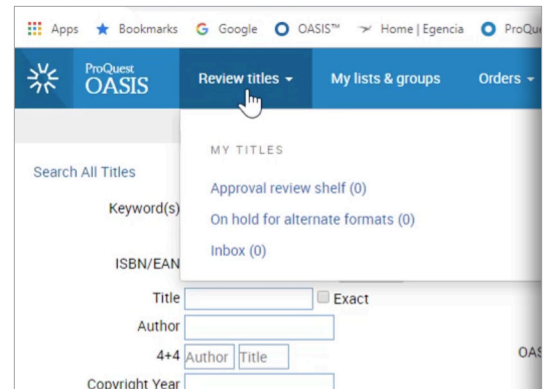 Apps Bookmarks Google OASIS™ Home | Egencia
ProQuest
OASIS
Review titles My lists & groups Orders
MY TITLES
Search All Titles
Approval review shelf (0)
Keyword(s)
On hold for alternate formats (0)
Inbox (0)
ISBN/EAN
Title Exact
Author
4+4 Author Title
Copyright Year